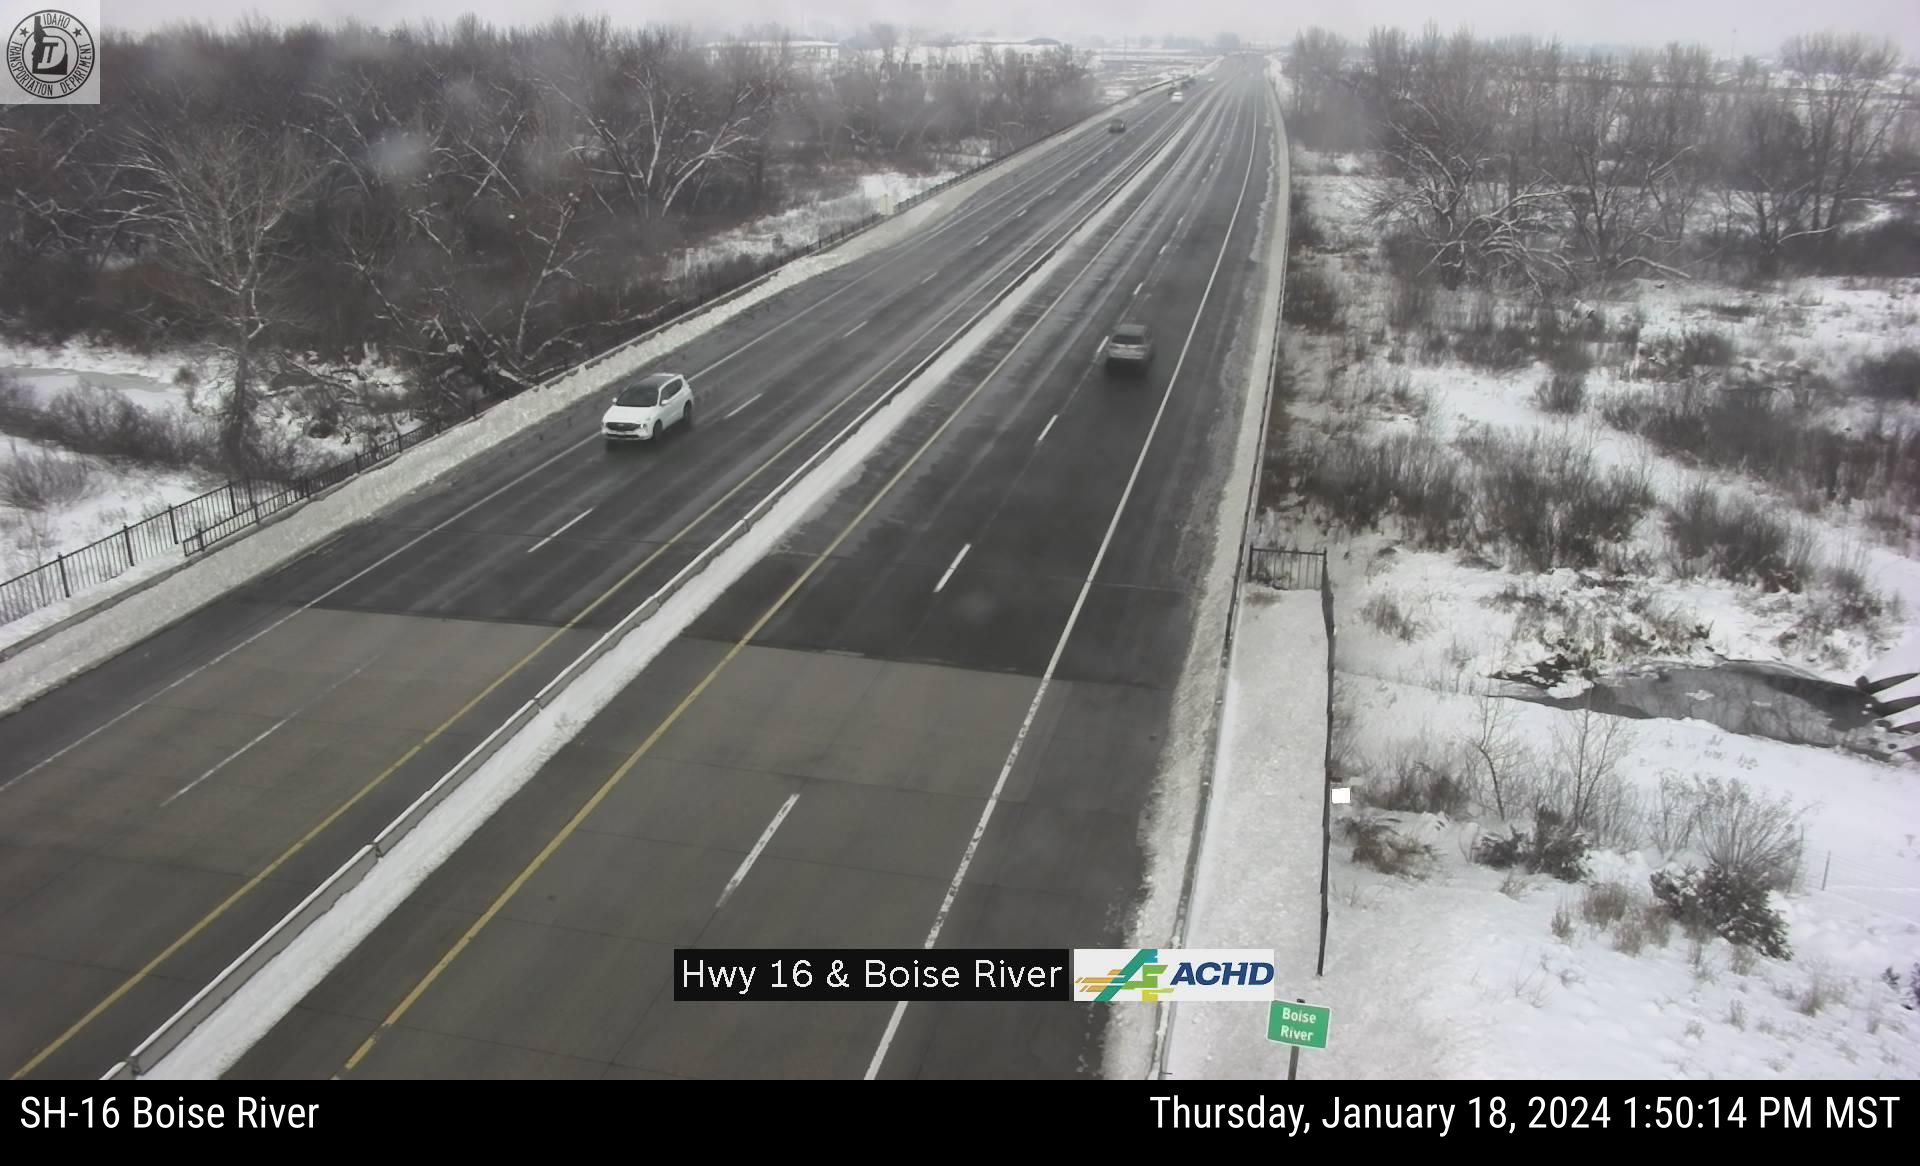 IDAHO
TRANSPORTATION DEPARTMENT
Hwy 16 & Boise River
ACHD
Boise
River
SH-16 Boise River
Thursday, January 18, 2024 1:50:14 PM MST